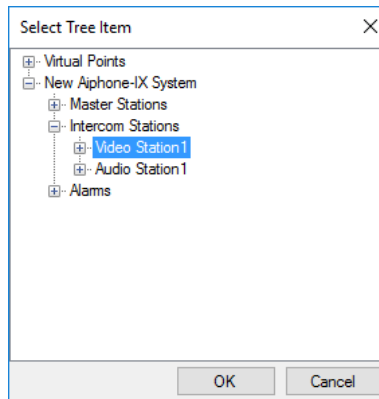 Select Tree Item
Virtual Points
New Aiphone-IX System
Master Stations
Intercom Stations
Video Station1
Audio Station1
Alarms
OK Cancel